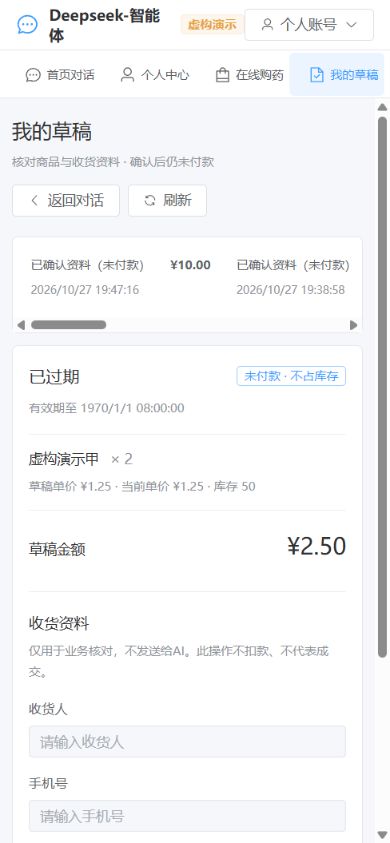 Deepseek-智能
体
虚构演示
个人账号
首页对话
个人中心
在线购药
我的草稿
我的草稿
核对商品与收货资料 · 确认后仍未付款
返回对话
刷新
已确认资料（未付款）
¥10.00
已确认资料（未付款）
2026/10/27 19:47:16
2026/10/27 19:38:58
已过期
未付款 · 不占库存
有效期至 1970/1/1 08:00:00
虚构演示甲 × 2
草稿单价 ¥1.25 · 当前单价 ¥1.25 · 库存 50
草稿金额
¥2.50
收货资料
仅用于业务核对，不发送给AI。此操作不扣款、不代表成
交。
收货人
请输入收货人
手机号
请输入手机号